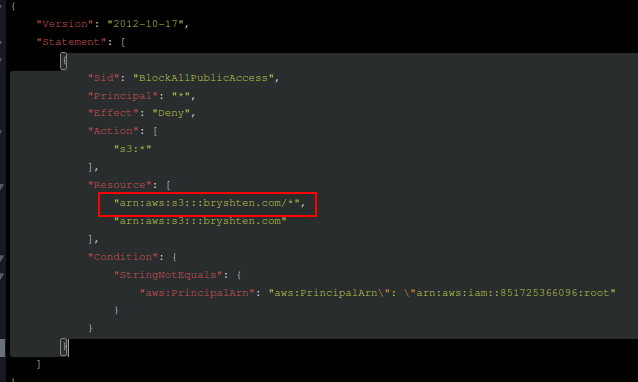 {
"Version": "2012-10-17",
"Statement": [
{
"Sid": "BlockAllPublicAccess",
"Principal": "*",
"Effect": "Deny",
"Action": [
"s3:*"
],
"Resource": [
"arn:aws:s3:::bryshten.com/*",
"arn:aws:s3:::bryshten.com"
],
"Condition": {
"StringNotEquals": {
"aws:PrincipalArn": "aws:PrincipalArn\": \"arn:aws:iam::851725366096:root"
}
}
}
]